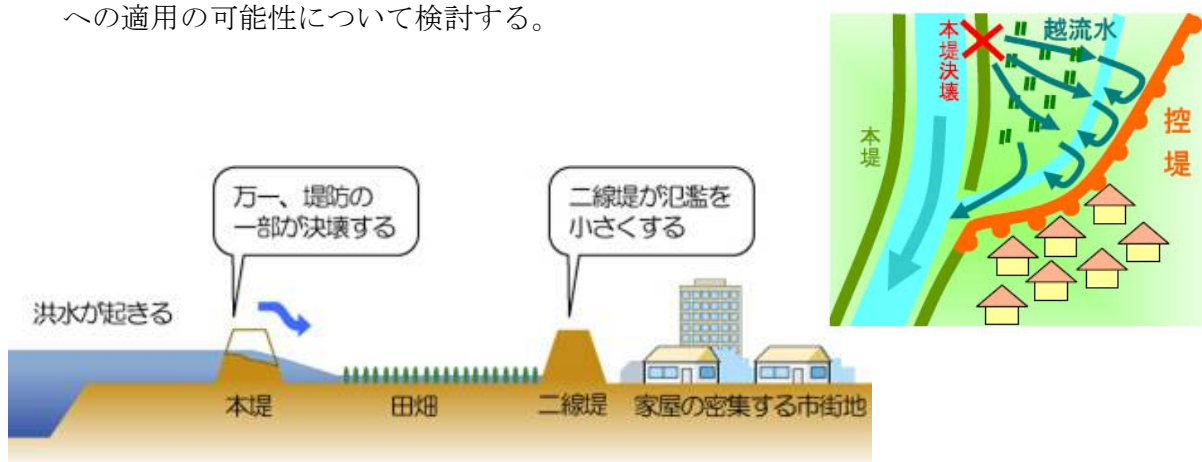 への適用の可能性について検討する。
万一、堤防の
一部が決壊する
二線堤が氾濫を
小さくする
洪水が起きる
本堤
田畑
二線堤
家屋の密集する市街地
本堤決壊
越流水
本堤
控堤